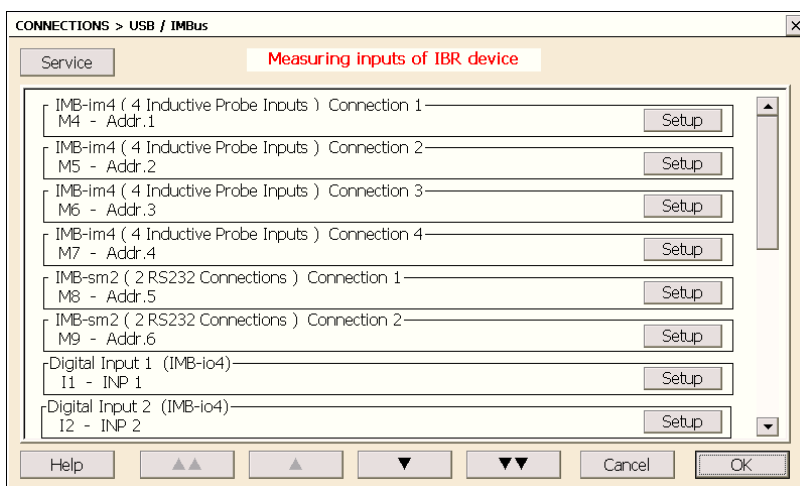 CONNECTIONS > USB / IMBus
Service
Measuring inputs of IBR device
IMB-im4 ( 4 Inductive Probe Inputs ) Connection 1
M4 - Addr.1
Setup
IMB-im4 ( 4 Inductive Probe Inputs ) Connection 2
M5 - Addr.2
Setup
IMB-im4 ( 4 Inductive Probe Inputs ) Connection 3
M6 - Addr.3
Setup
IMB-im4 ( 4 Inductive Probe Inputs ) Connection 4
M7 - Addr.4
Setup
IMB-sm2 ( 2 RS232 Connections ) Connection 1
M8 - Addr.5
Setup
IMB-sm2 ( 2 RS232 Connections ) Connection 2
M9 - Addr.6
Setup
Digital Input 1 (IMB-io4)
I1 - INP 1
Setup
Digital Input 2 (IMB-io4)
I2 - INP 2
Setup
Help
Cancel
OK